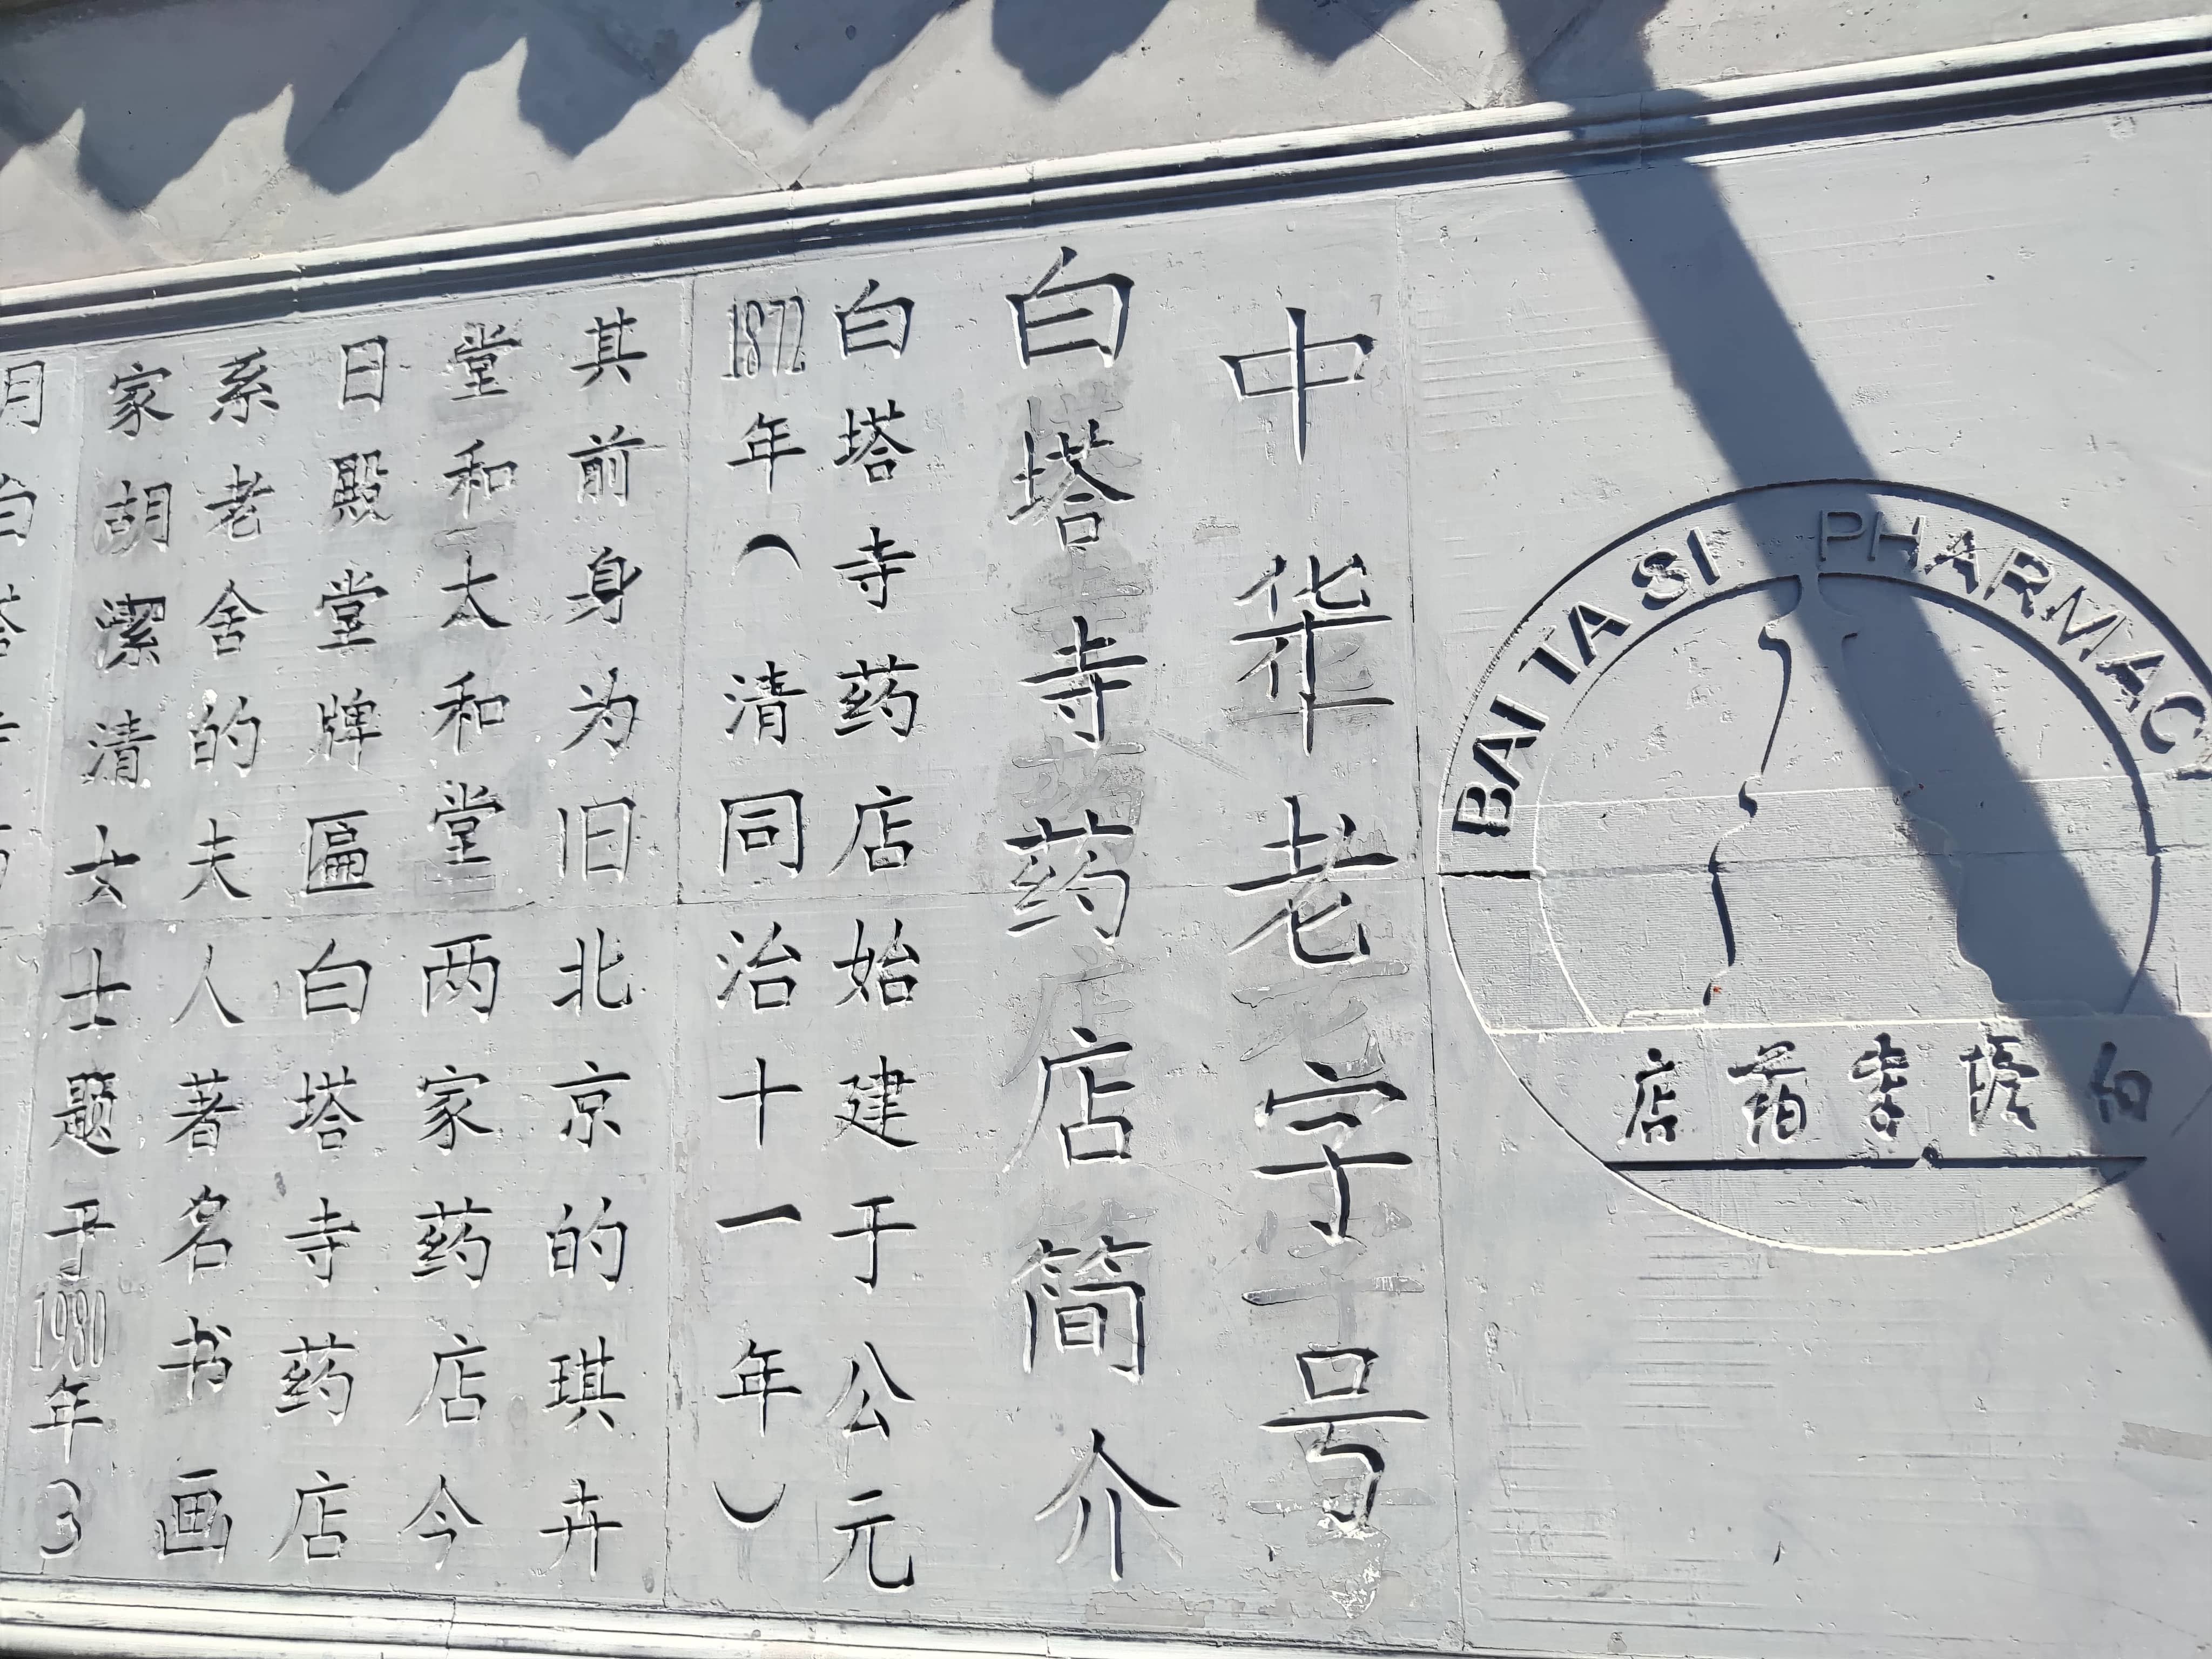 BAI TA SI PHARMACY
白塔寺药店
中华老字号
白塔寺药店简介
白塔寺药店始建于公元
1872年(清同治十一年)
其前身为旧北京的琪卉
堂和太和堂两家药店今
日殿堂牌匾白塔寺药店
系老舍的夫人著名书画
家胡潔清女士题于1980年3
月白塔寺